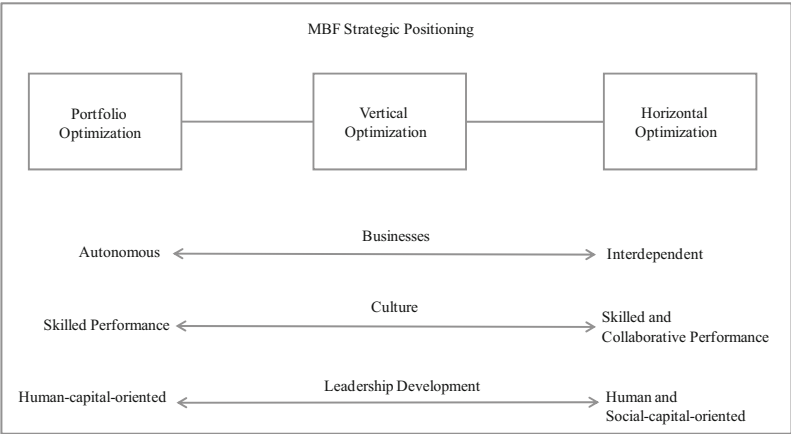 MBF Strategic Positioning
Portfolio
Optimization
Vertical
Optimization
Horizontal
Optimization
Businesses
Autonomous
Interdependent
Culture
Skilled Performance
Skilled and
Collaborative Performance
Leadership Development
Human-capital-oriented
Human and
Social-capital-oriented